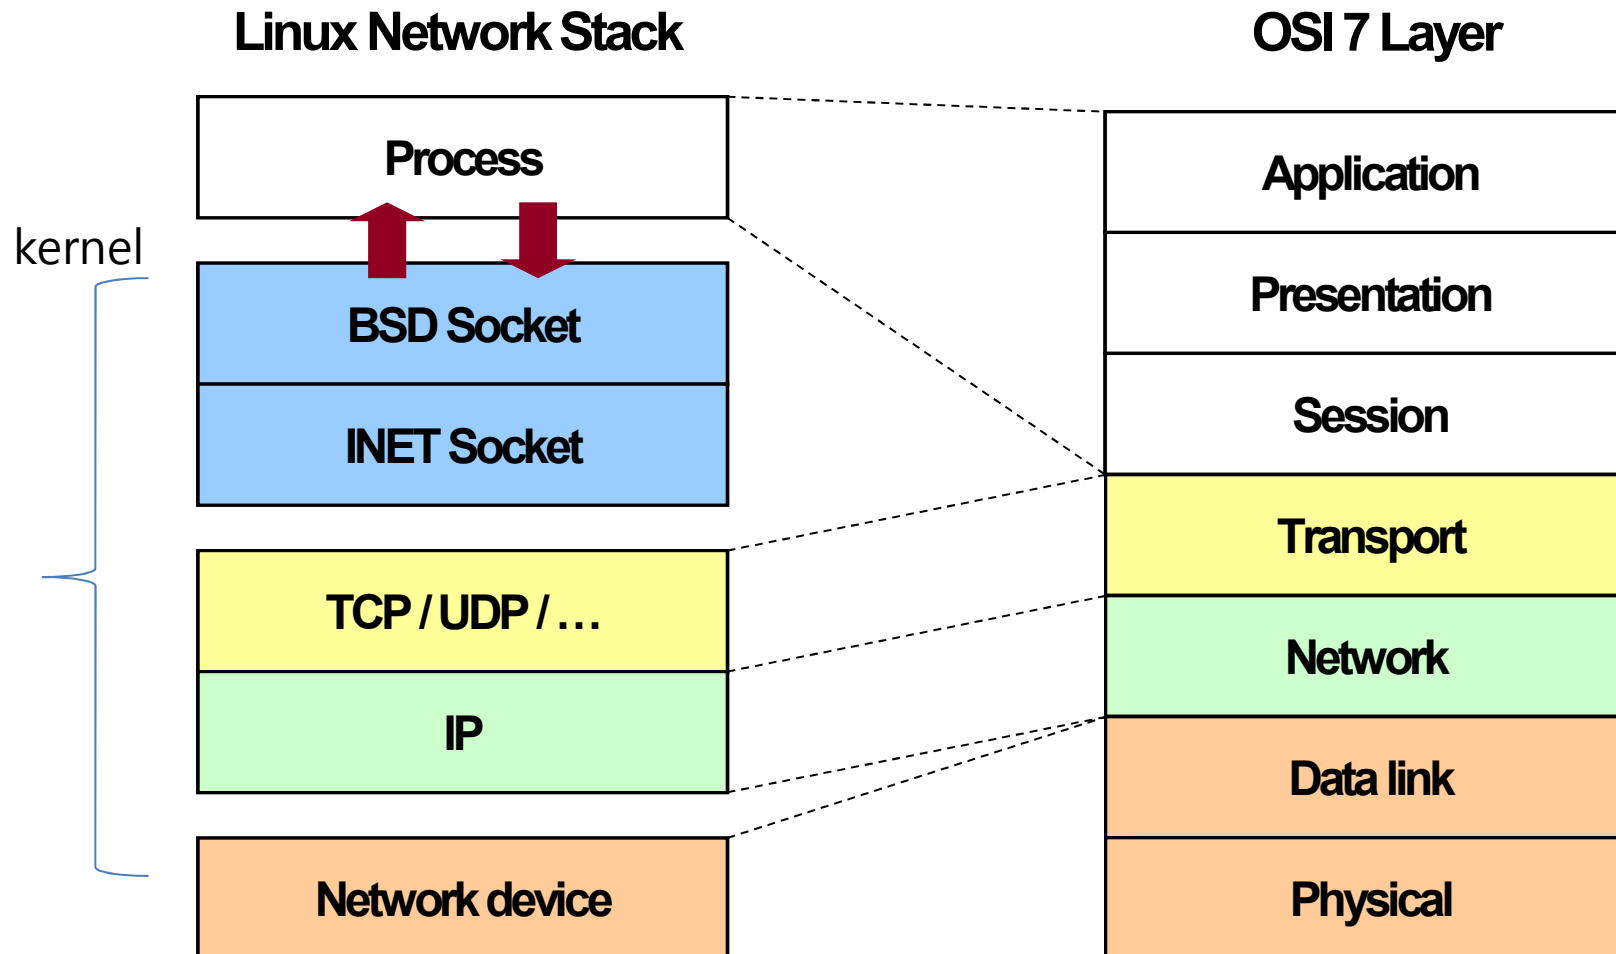 Linux Network Stack
OSI 7 Layer
Process
kernel
BSD Socket
INET Socket
TCP / UDP / …
IP
Network device
Application
Presentation
Session
Transport
Network
Data link
Physical